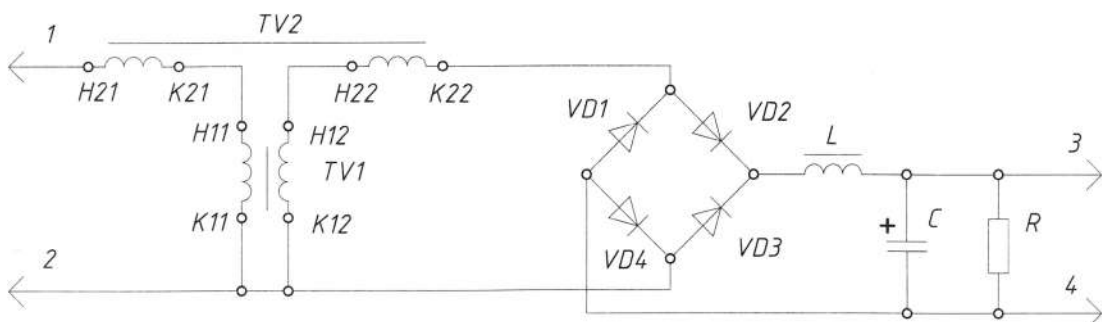 TV2
1
H21
K21
H22
K22
H11
H12
TV1
K11
K12
2
VD1
VD2
VD4
VD3
L
3
+
C
R
4